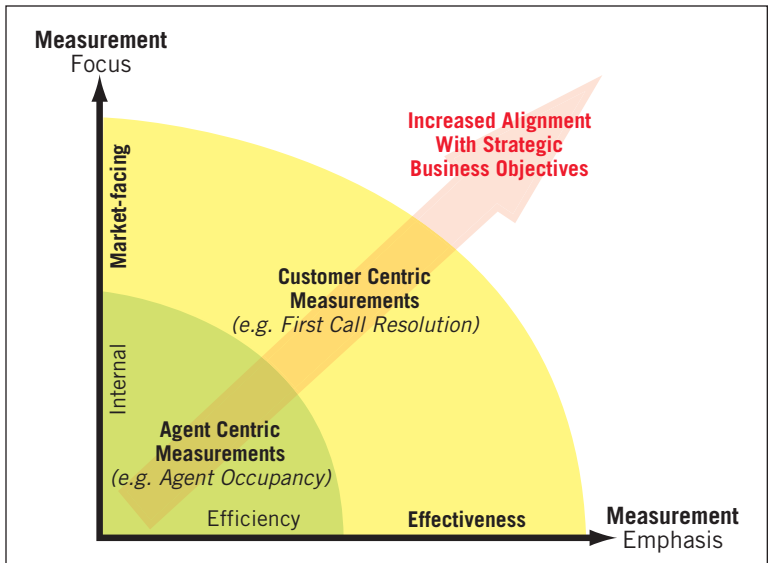 Measurement
Focus
Increased Alignment
With Strategic
Business Objectives
Market-facing
Customer Centric
Measurements
(e.g. First Call Resolution)
Internal
Agent Centric
Measurements
(e.g. Agent Occupancy)
Efficiency
Effectiveness
Measurement
Emphasis